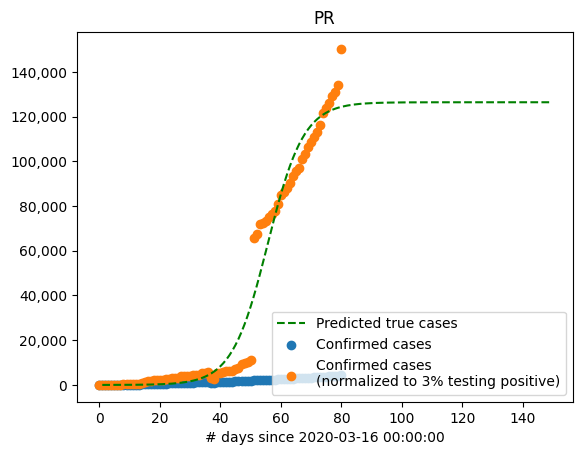 PR
140,000
120,000
100,000
80,000
60,000
40,000
20,000
0
Predicted true cases
Confirmed cases
Confirmed cases
(normalized to 3% testing positive)
0 20 40 60 80 100 120 140
# days since 2020-03-16 00:00:00